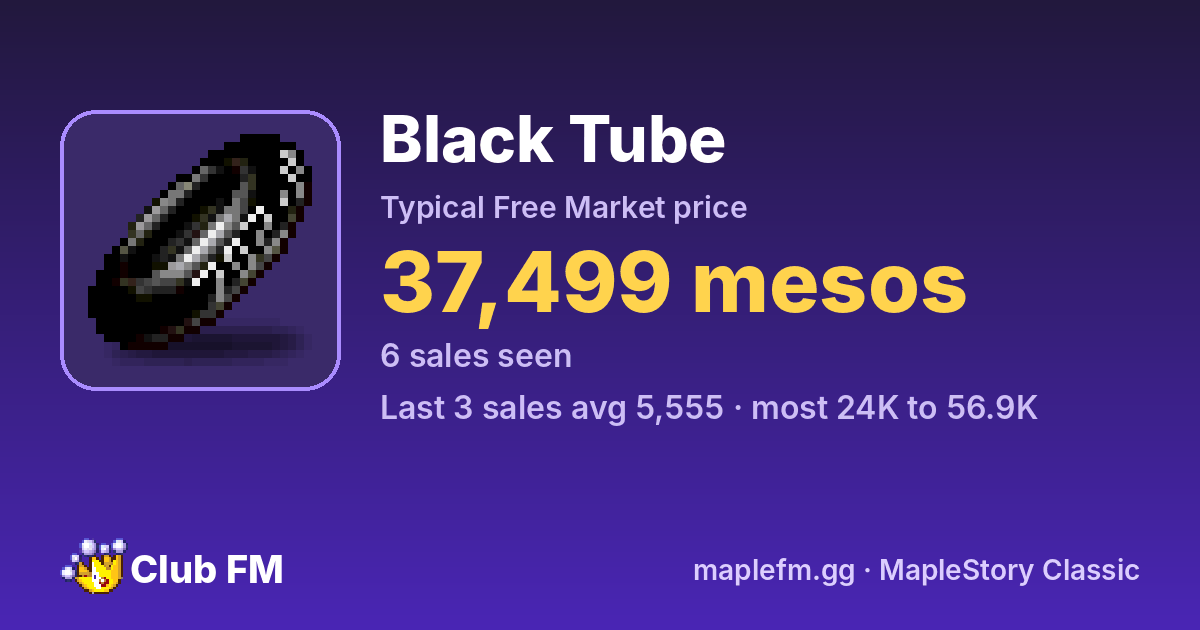 Black Tube
Typical Free Market price
37,499 mesos
6 sales seen
Last 3 sales avg 5,555 · most 24K to 56.9K
Club FM
maplefm.gg · MapleStory Classic